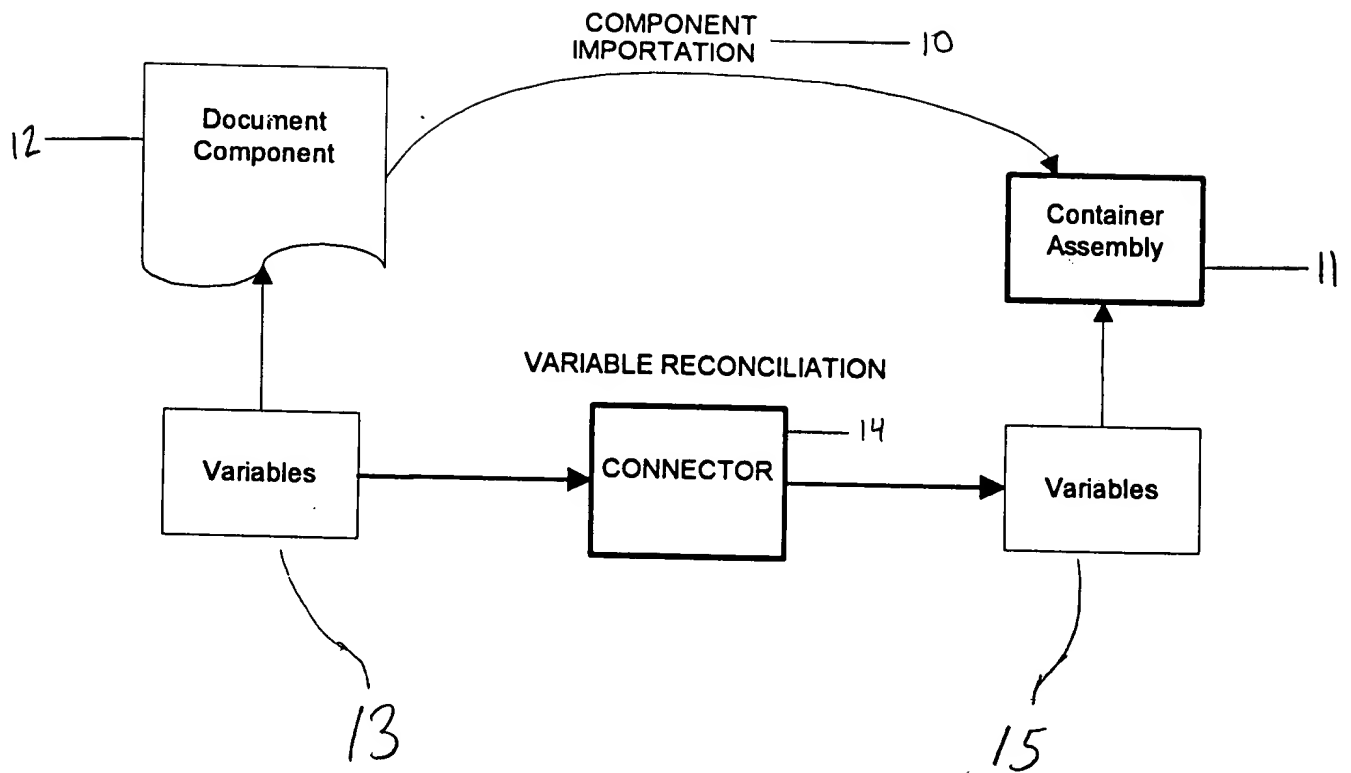 COMPONENT
IMPORTATION
10
12
Document
Component
Container
Assembly
11
VARIABLE RECONCILIATION
14
Variables
CONNECTOR
Variables
13
15